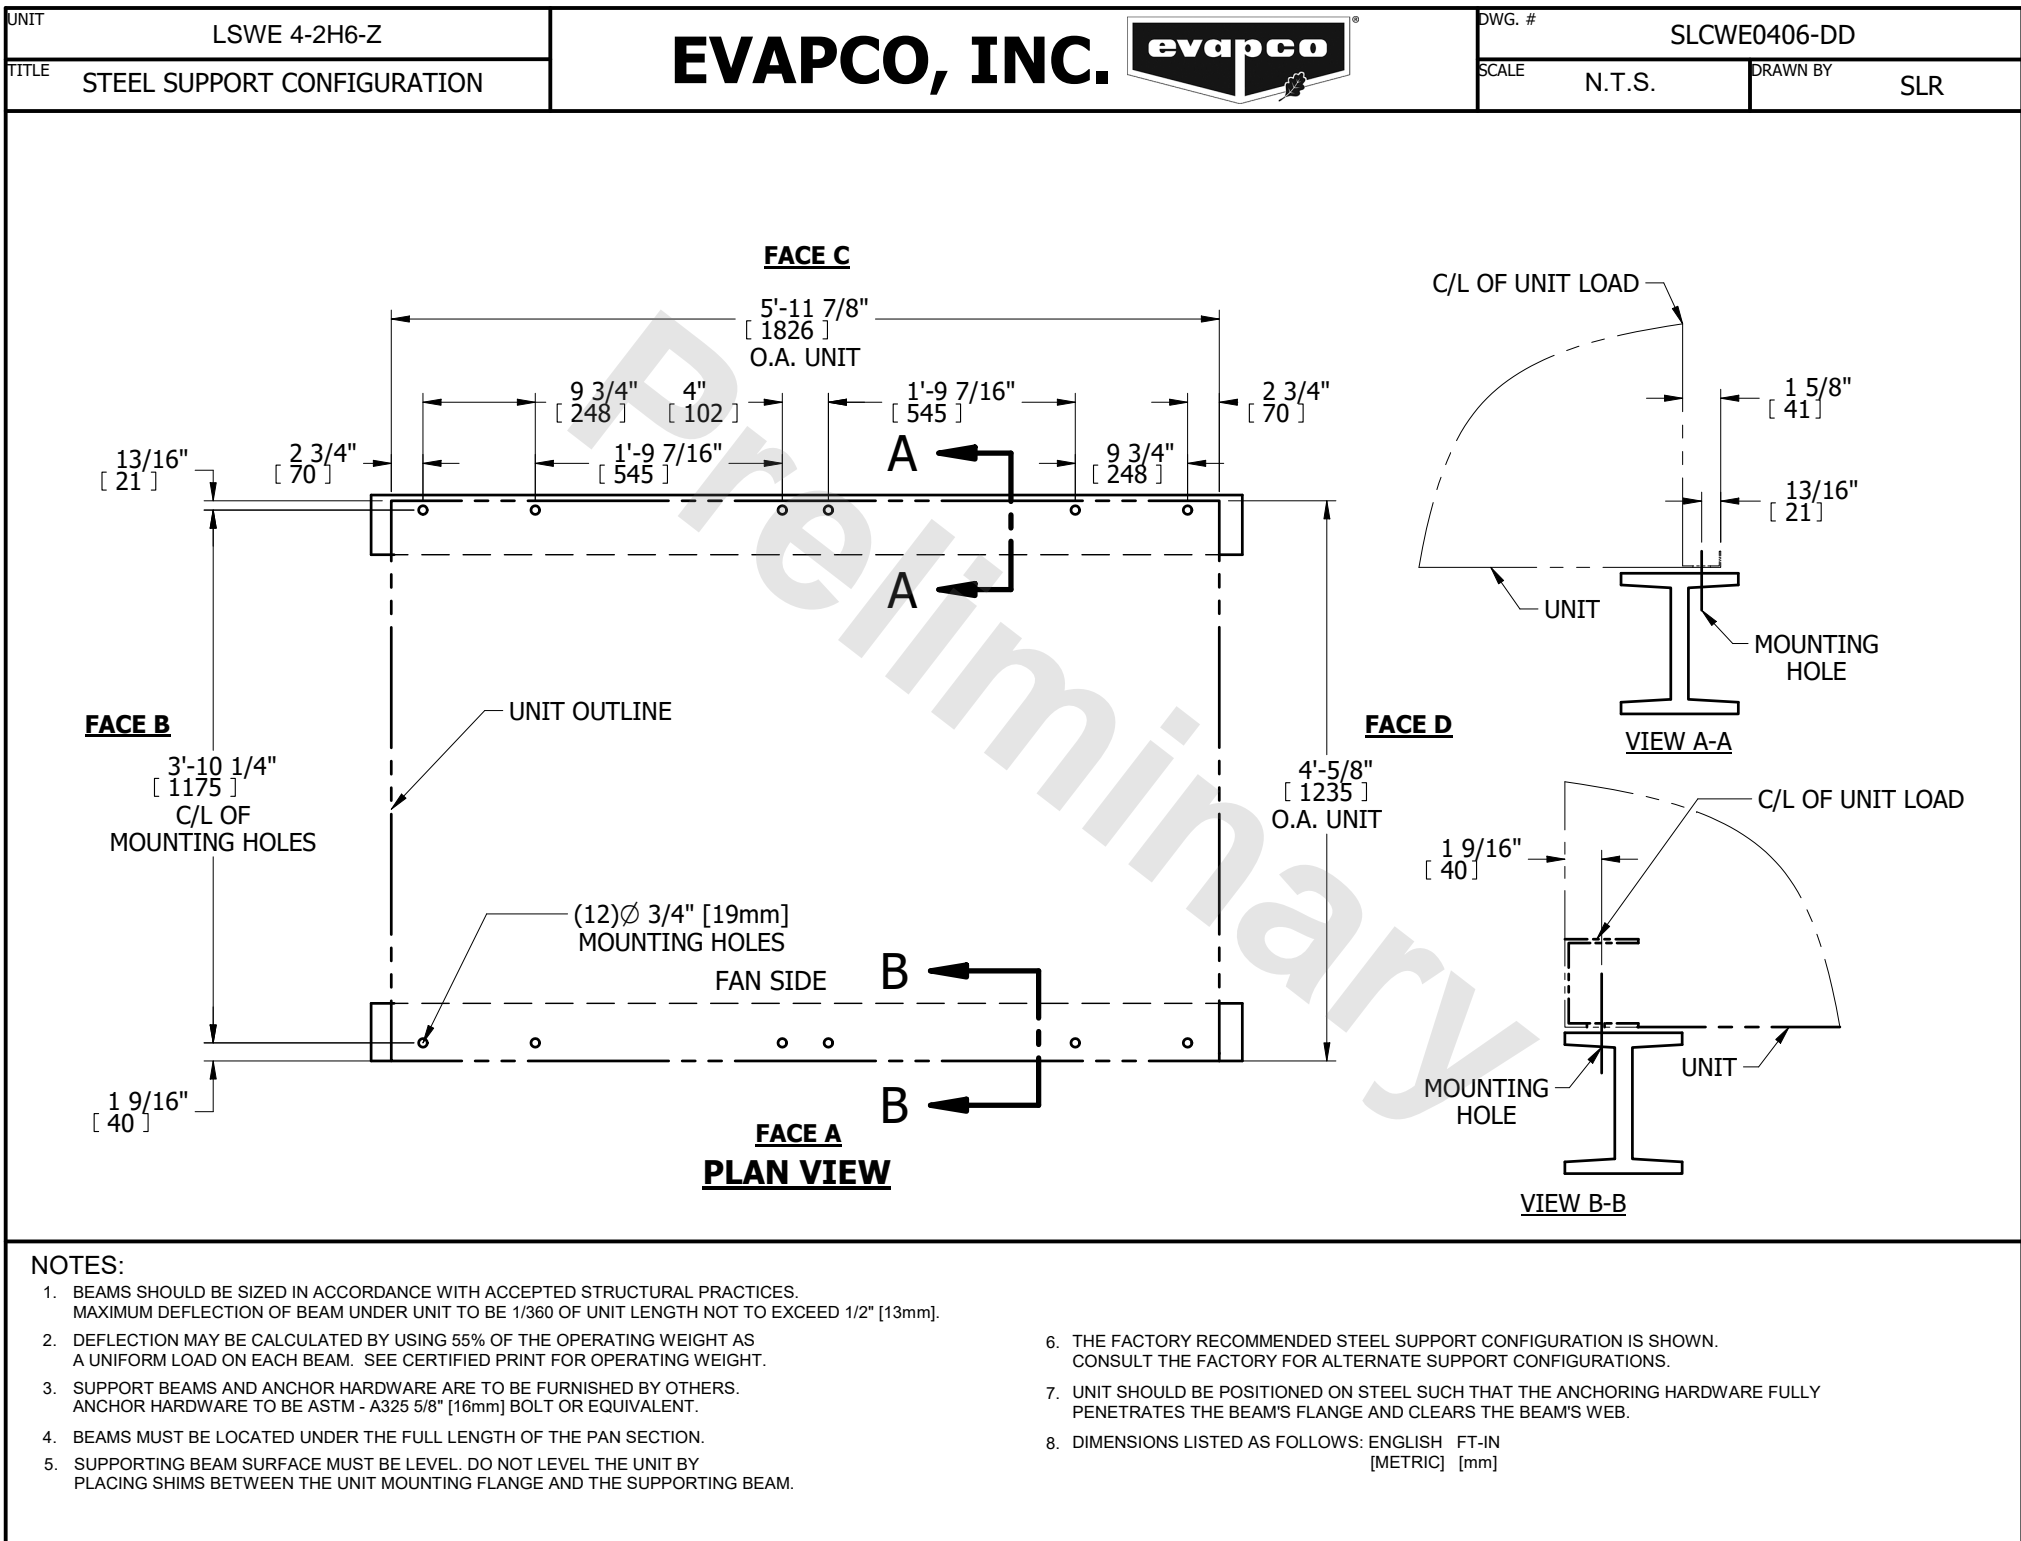 UNIT
LSWE 4-2H6-Z
TITLE
STEEL SUPPORT CONFIGURATION
EVAPCO, INC.
evapco
®
DWG. #
SLCWE0406-DD
SCALE
N.T.S.
DRAWN BY
SLR
FACE C
5'-11 7/8"
[ 1826 ]
O.A. UNIT
9 3/4"
[ 248 ]
4"
[ 102 ]
1'-9 7/16"
[ 545 ]
2 3/4"
[ 70 ]
13/16"
[ 21 ]
2 3/4"
[ 70 ]
1'-9 7/16"
[ 545 ]
A
9 3/4"
[ 248 ]
A
UNIT OUTLINE
FACE B
3'-10 1/4"
[ 1175 ]
C/L OF
MOUNTING HOLES
FACE D
4'-5/8"
[ 1235 ]
O.A. UNIT
(12)∅ 3/4" [19mm]
MOUNTING HOLES
FAN SIDE
B
B
1 9/16"
[ 40 ]
FACE A
PLAN VIEW
C/L OF UNIT LOAD
1 5/8"
[ 41 ]
13/16"
[ 21 ]
UNIT
MOUNTING
HOLE
VIEW A-A
C/L OF UNIT LOAD
1 9/16"
[ 40 ]
UNIT
MOUNTING
HOLE
VIEW B-B
Preliminary
NOTES:
1. BEAMS SHOULD BE SIZED IN ACCORDANCE WITH ACCEPTED STRUCTURAL PRACTICES.
MAXIMUM DEFLECTION OF BEAM UNDER UNIT TO BE 1/360 OF UNIT LENGTH NOT TO EXCEED 1/2" [13mm].
2. DEFLECTION MAY BE CALCULATED BY USING 55% OF THE OPERATING WEIGHT AS
A UNIFORM LOAD ON EACH BEAM. SEE CERTIFIED PRINT FOR OPERATING WEIGHT.
3. SUPPORT BEAMS AND ANCHOR HARDWARE ARE TO BE FURNISHED BY OTHERS.
ANCHOR HARDWARE TO BE ASTM - A325 5/8" [16mm] BOLT OR EQUIVALENT.
4. BEAMS MUST BE LOCATED UNDER THE FULL LENGTH OF THE PAN SECTION.
5. SUPPORTING BEAM SURFACE MUST BE LEVEL. DO NOT LEVEL THE UNIT BY
PLACING SHIMS BETWEEN THE UNIT MOUNTING FLANGE AND THE SUPPORTING BEAM.
6. THE FACTORY RECOMMENDED STEEL SUPPORT CONFIGURATION IS SHOWN.
CONSULT THE FACTORY FOR ALTERNATE SUPPORT CONFIGURATIONS.
7. UNIT SHOULD BE POSITIONED ON STEEL SUCH THAT THE ANCHORING HARDWARE FULLY
PENETRATES THE BEAM'S FLANGE AND CLEARS THE BEAM'S WEB.
8. DIMENSIONS LISTED AS FOLLOWS: ENGLISH FT-IN
[METRIC] [mm]